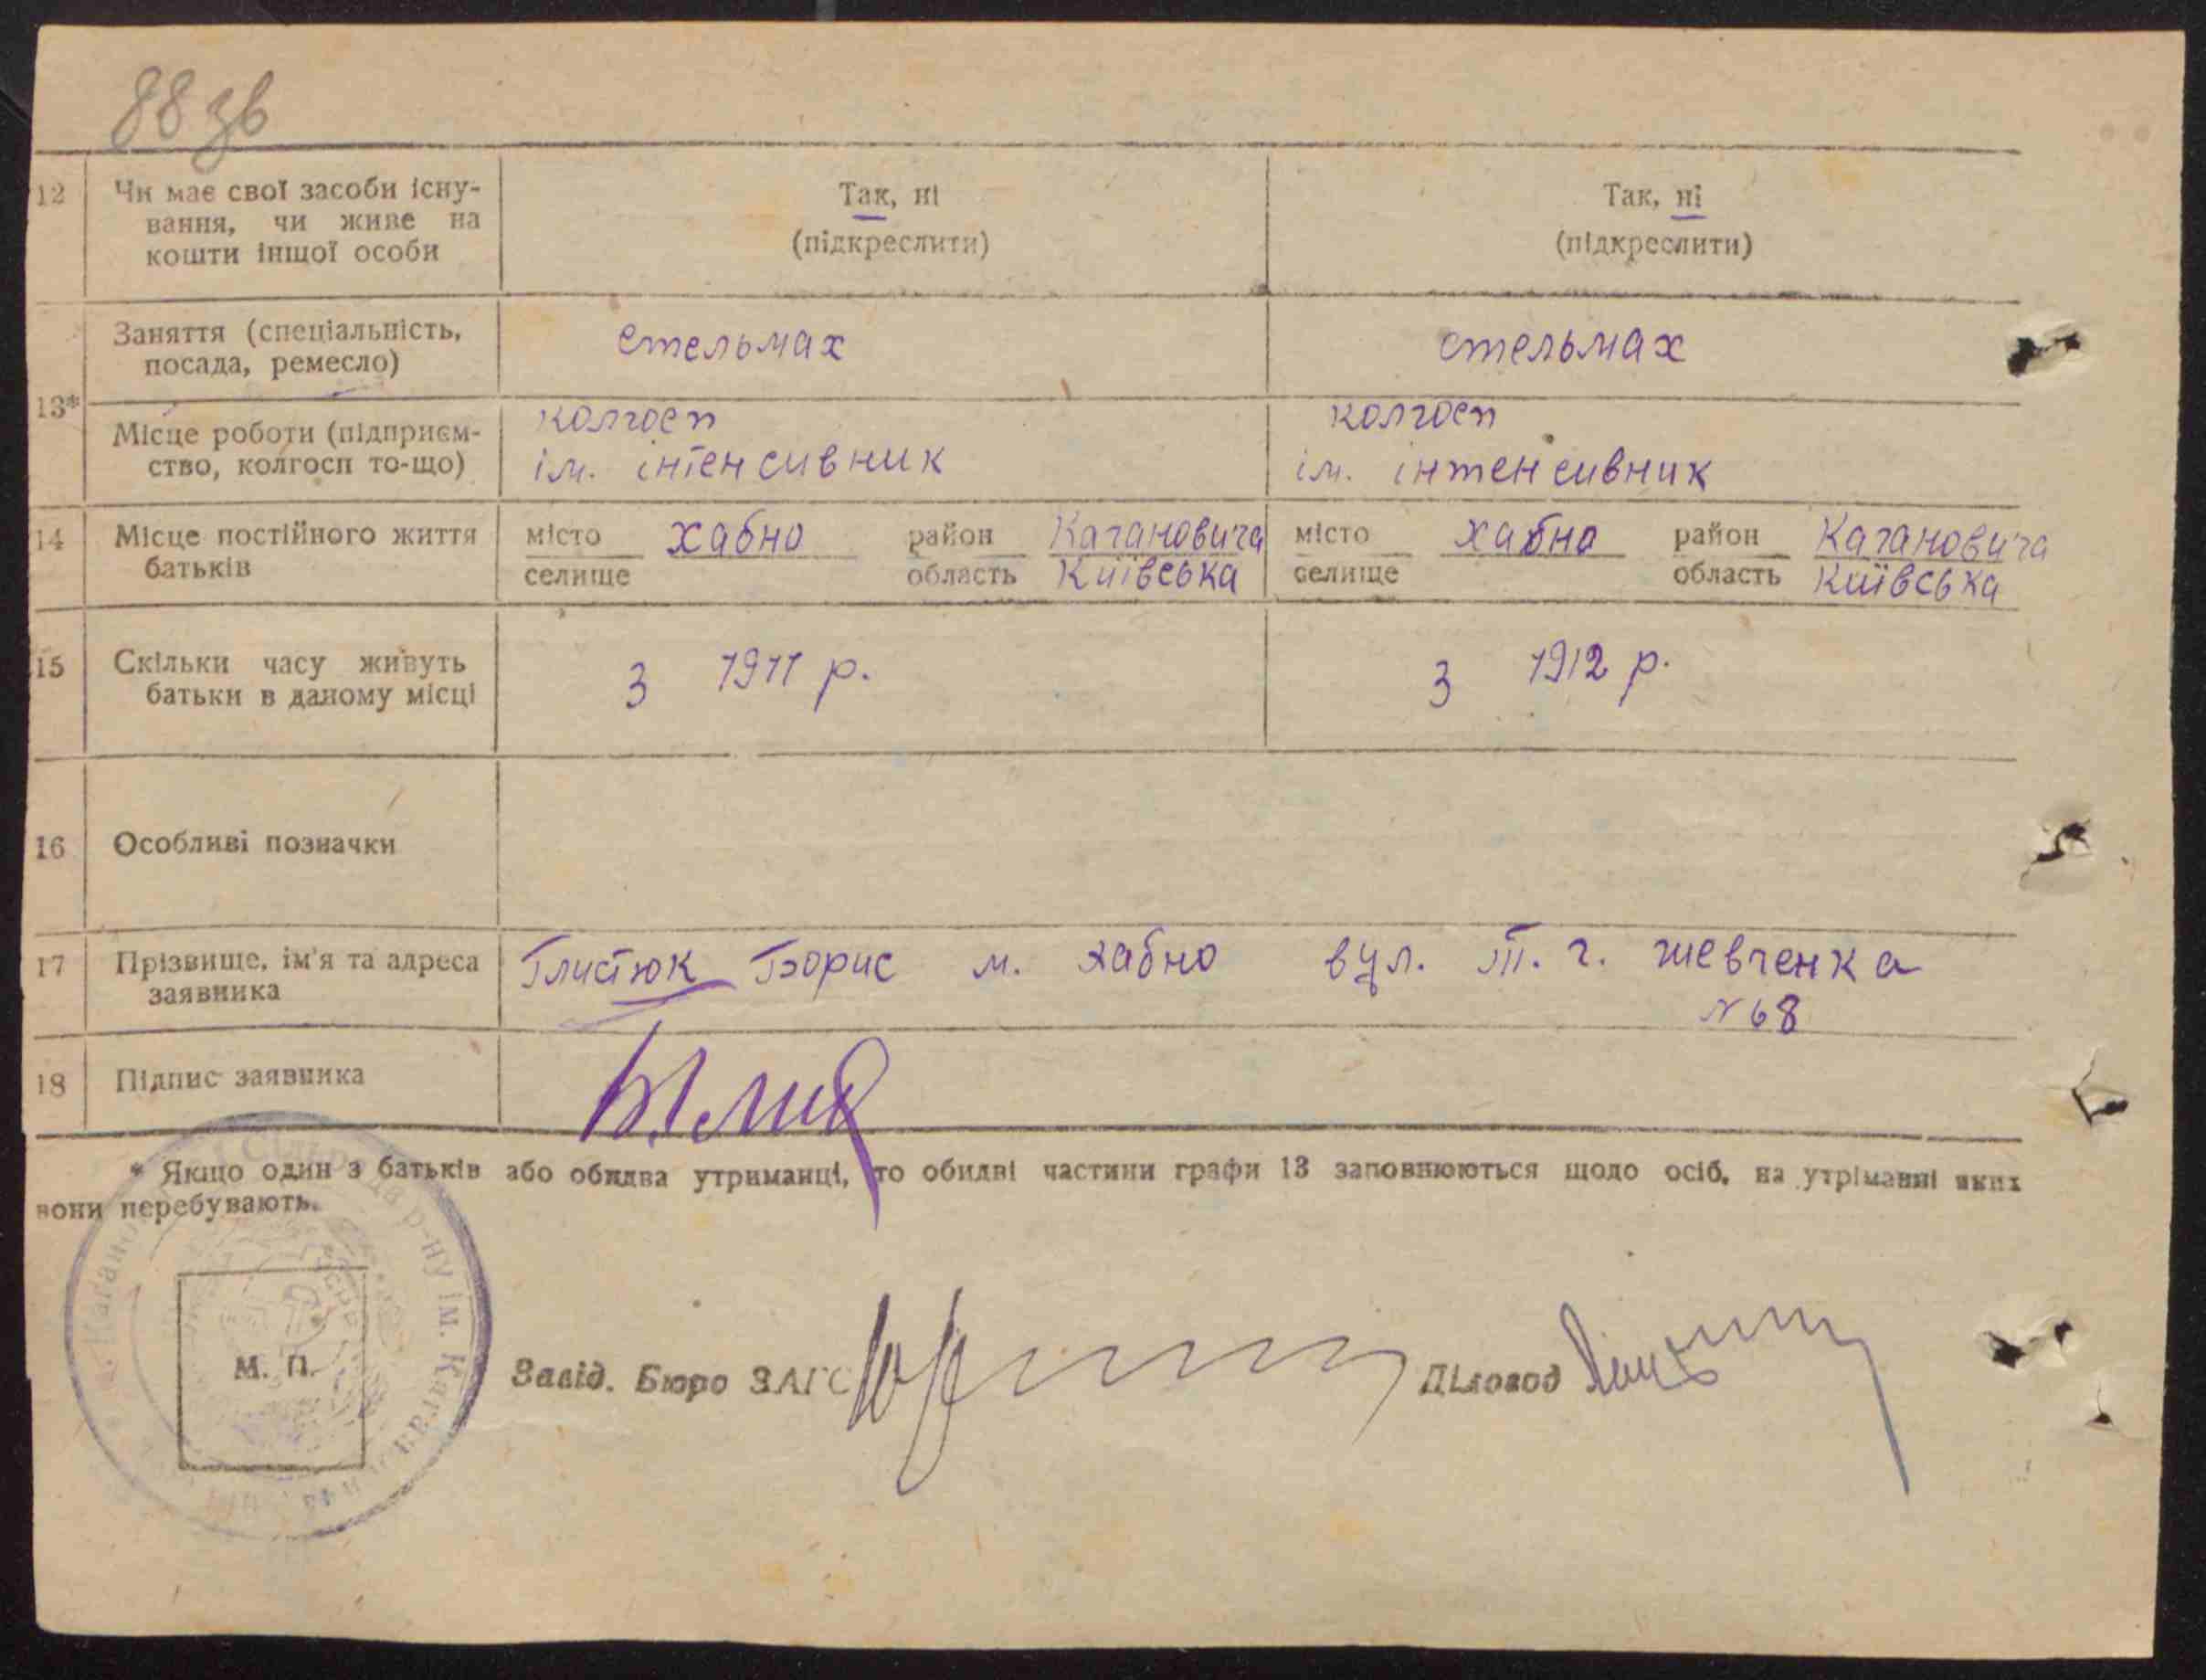 88 зв
12 Чи має свої засоби існу- Так, ні Так, ні
вання, чи живе на (підкреслити) (підкреслити)
кошти іншої особи
13* Заняття (спеціальність, стельмах стельмах
посада, ремесло)
Місце роботи (підприєм- колгосп колгосп
ство, колгосп то-що) ім. інтенсивник ім. інтенсивник
14 Місце постійного життя місто хабно район Кагановича місто хабно район Кагановича
батьків селище область Київська селище область Київська
15 Скільки часу живуть з 1911 р. з 1912 р.
батьки в даному місці
16 Особливі позначки
17 Прізвище, ім'я та адреса Глистюк Борис м. хабно вул. т. г. шевченка
заявника №68
18 Підпис заявника
* Якщо один з батьків або обидва утриманці, то обидві частини графи 13 заповнюються щодо осіб, на утріманні яких
вони перебувають.
р-ну ім. Кагановича
М. П.
Завід. Бюро ЗАГС Діловод